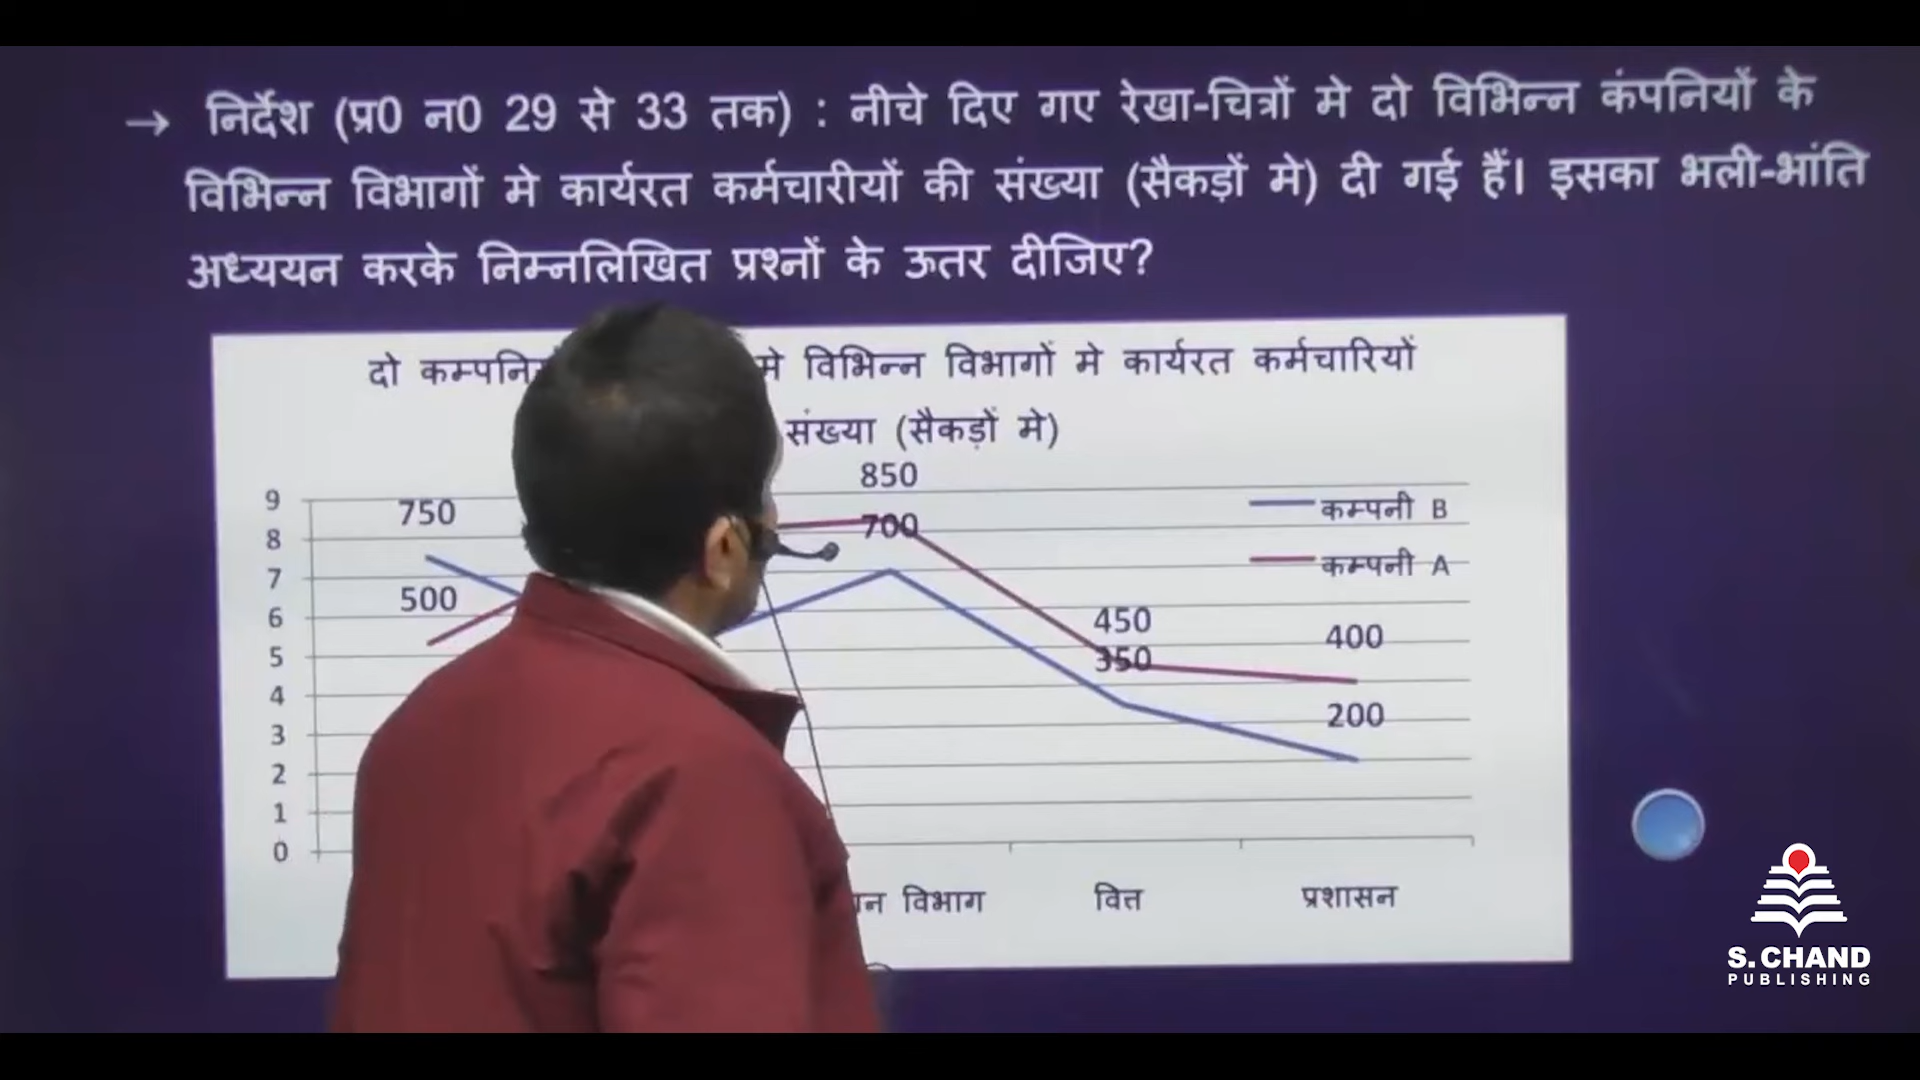 → निर्देश (प्र0 न0 29 से 33 तक) : नीचे दिए गए रेखा-चित्रों मे दो विभिन्न कंपनियों के
विभिन्न विभागों मे कार्यरत कर्मचारीयों की संख्या (सैकड़ों मे) दी गई हैं। इसका भली-भांति
अध्ययन करके निम्नलिखित प्रश्नों के ऊतर दीजिए?
दो मे विभिन्न विभागों मे कार्यरत कर्मचारियों
संख्या (सैकड़ों मे)
850
9
750
कम्पनी B
8
700
7
कम्पनी A
500
6
450
400
5
350
4
200
3
2
1
0
विभाग वित्त प्रशासन
S. CHAND
PUBLISHING